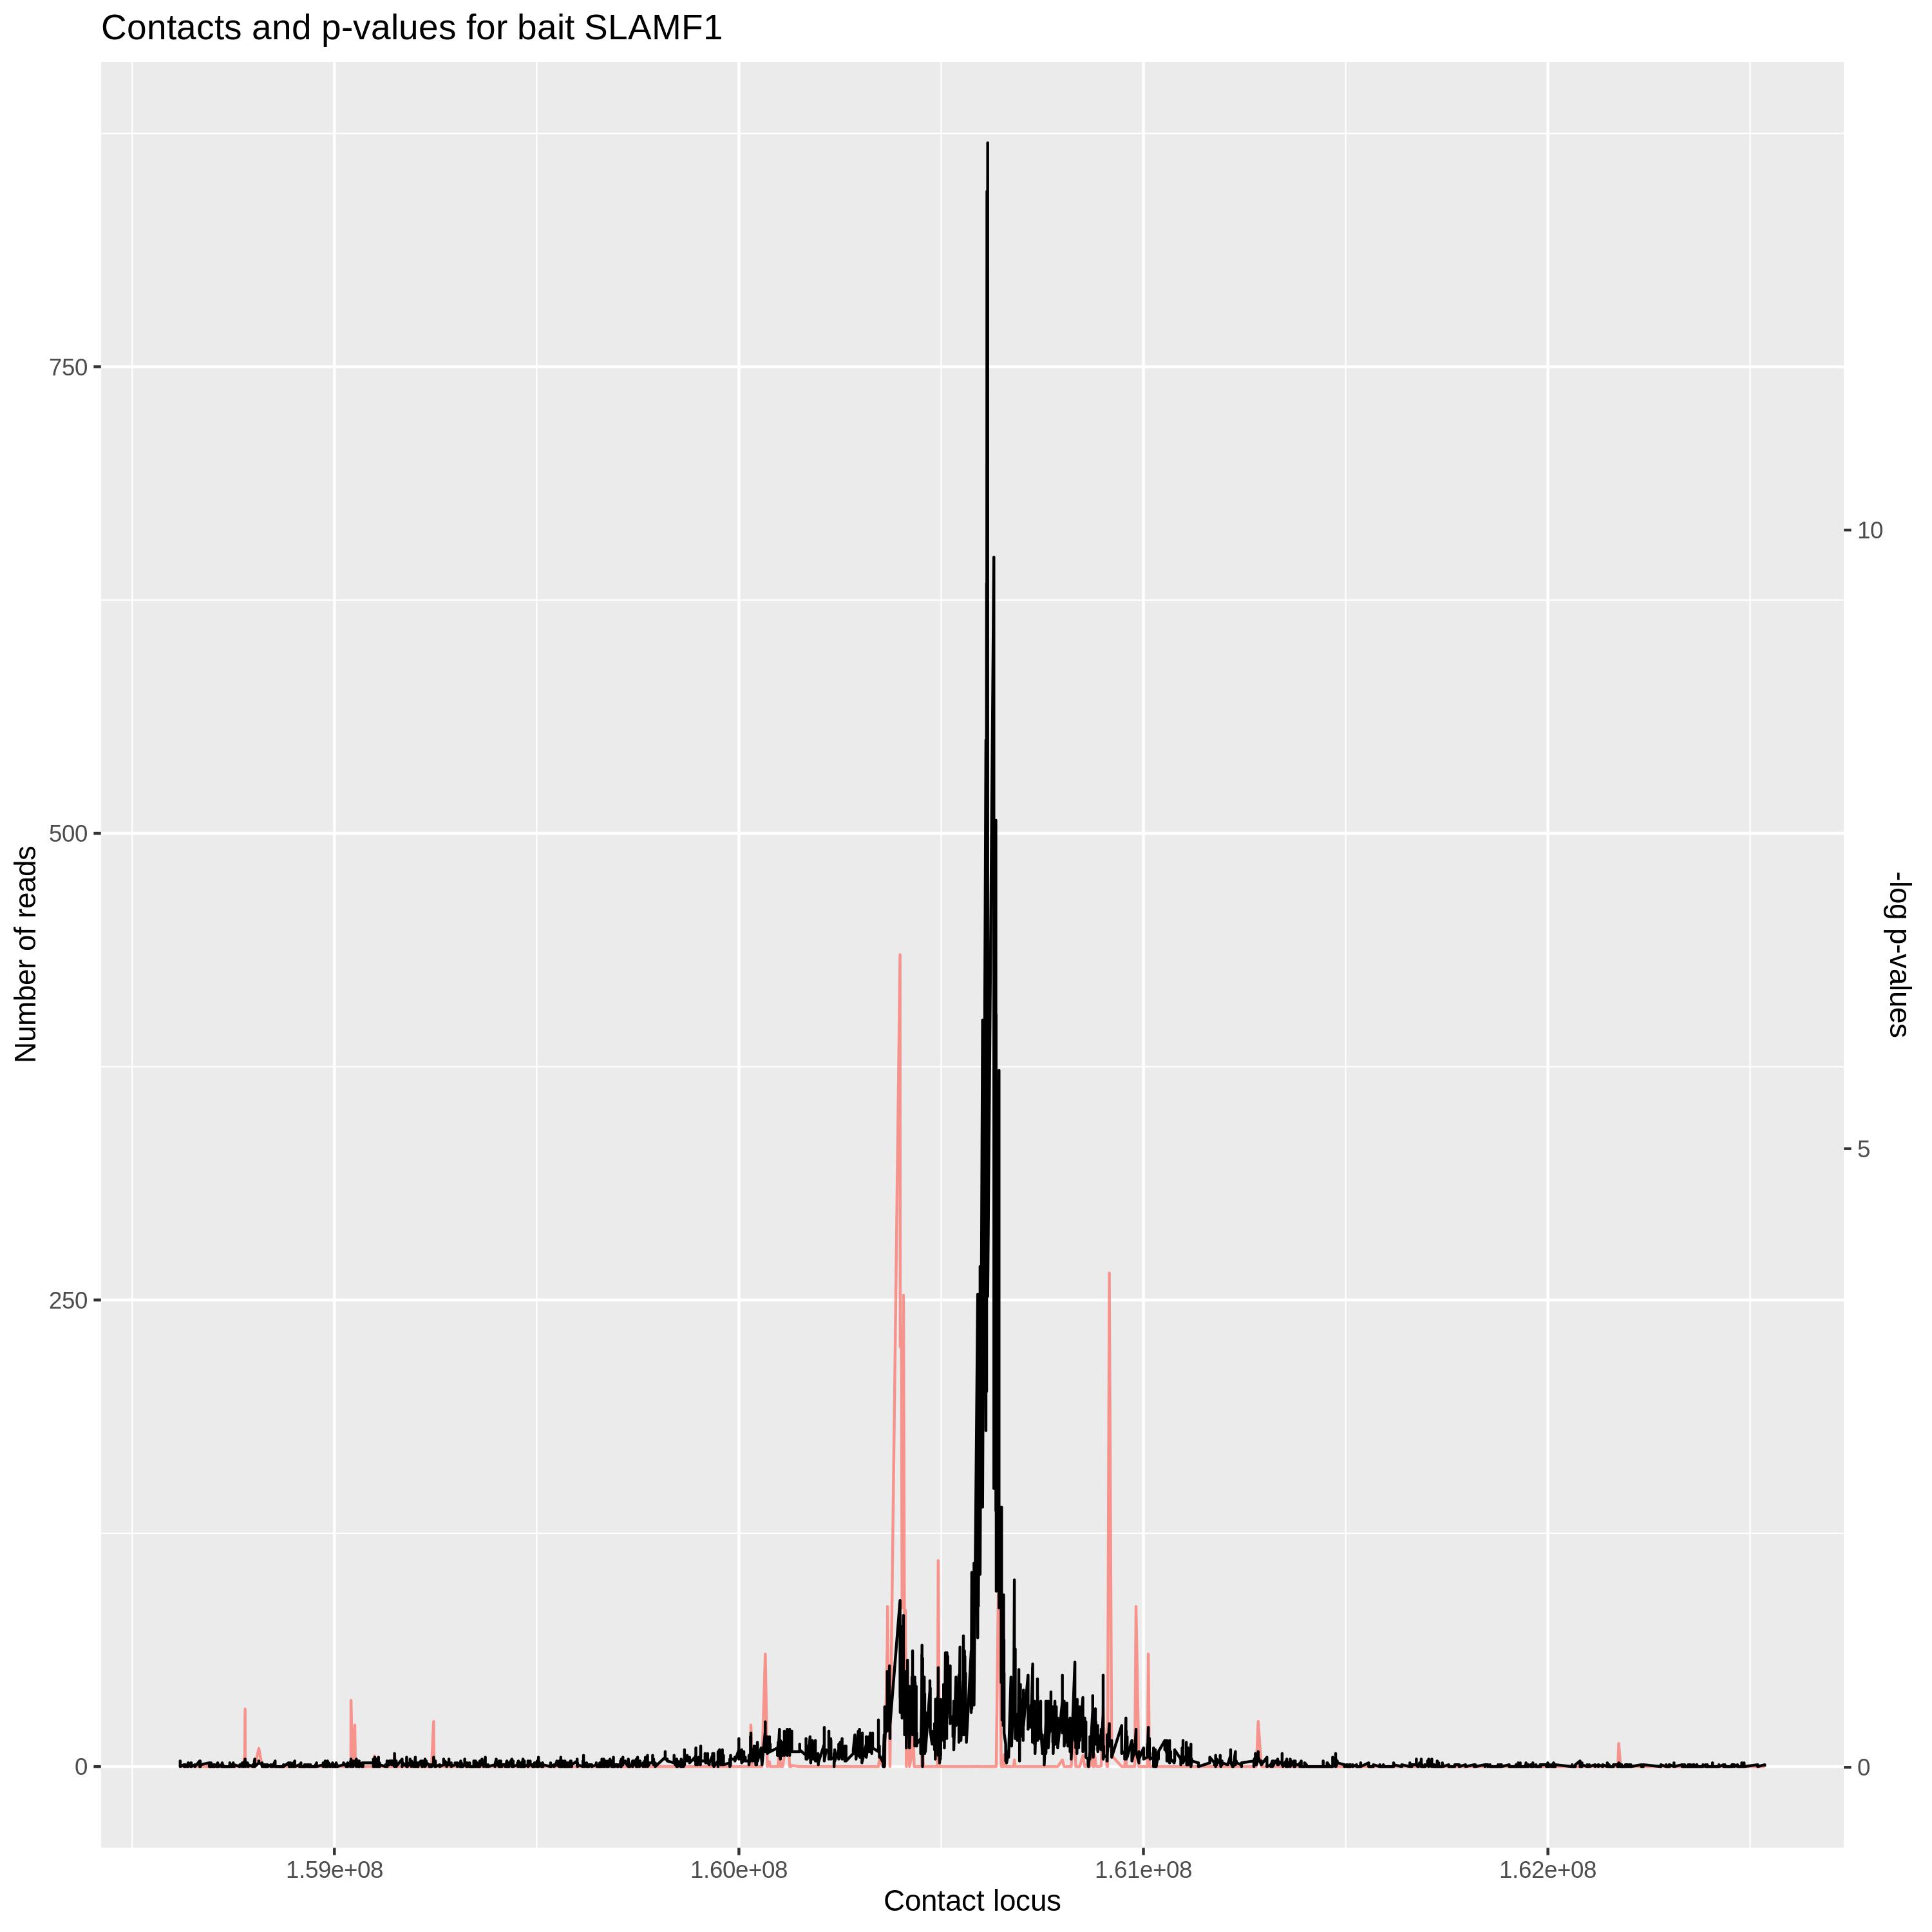 Contacts and p-values for bait SLAMF1
750
500
250
0
Number of reads
10
5
0
-log p-values
1.59e+08 1.60e+08 1.61e+08 1.62e+08
Contact locus